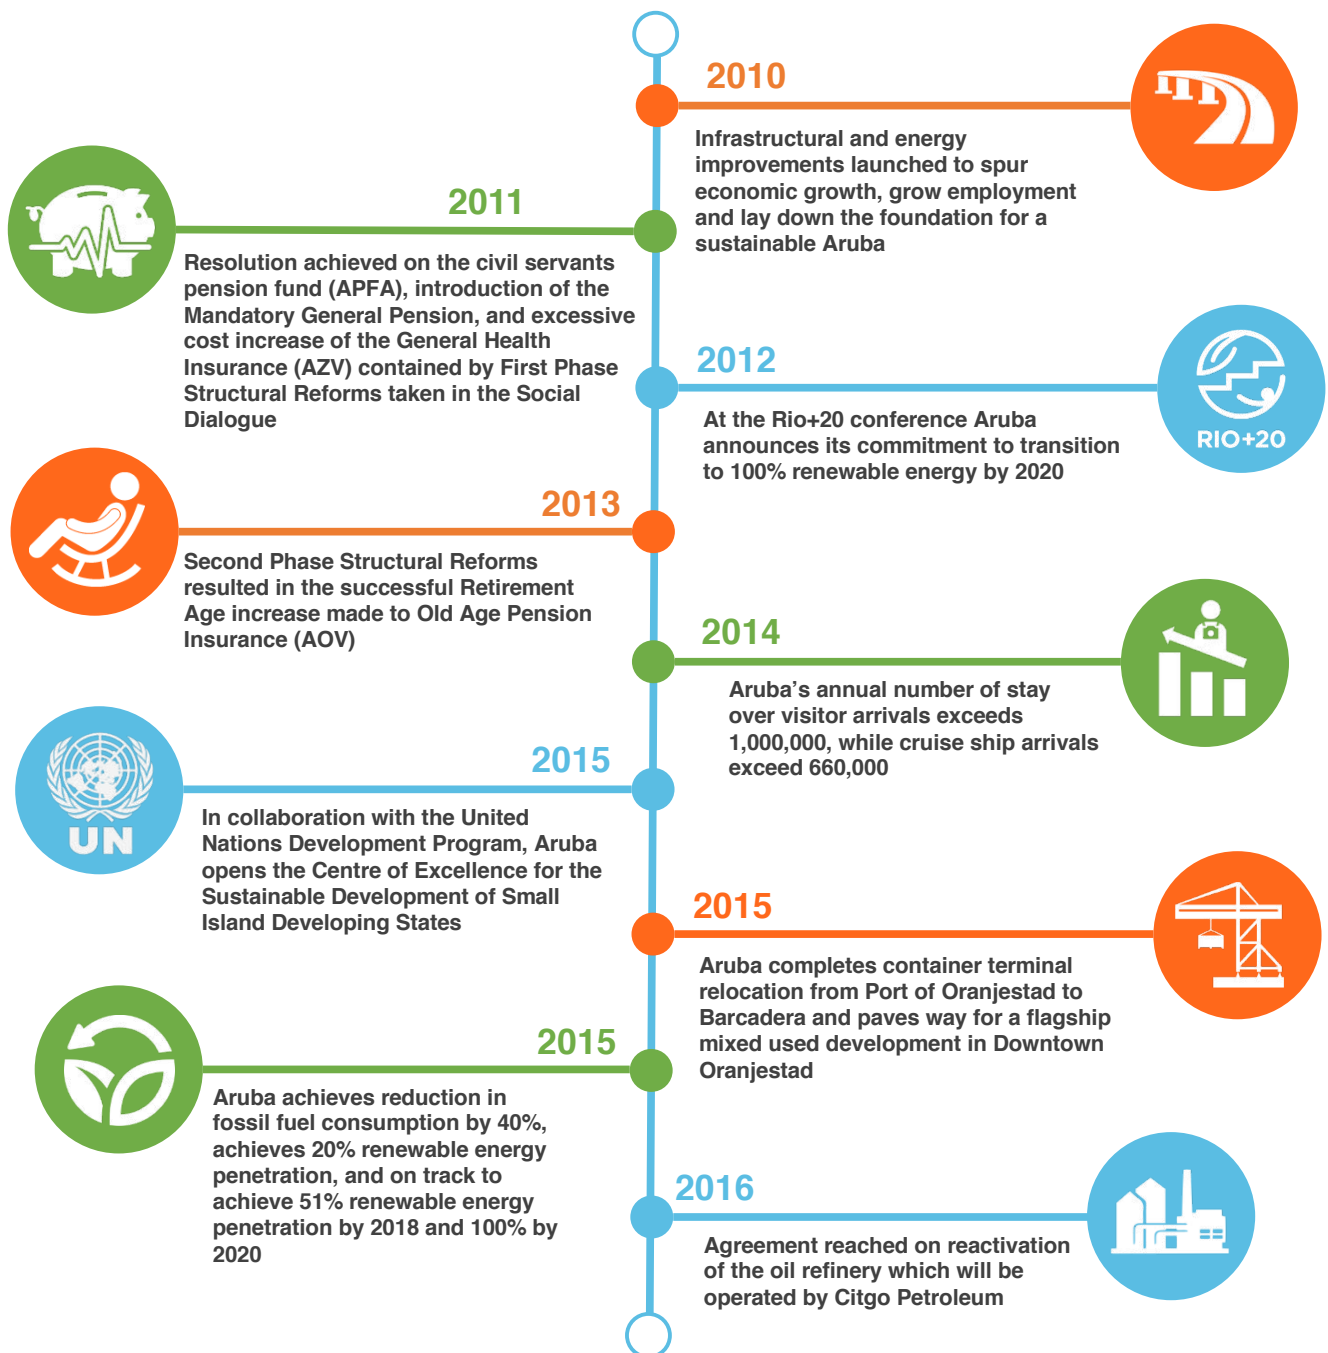 2010
Infrastructural and energy
improvements launched to spur
economic growth, grow employment
and lay down the foundation for a
sustainable Aruba
2011
Resolution achieved on the civil servants
pension fund (APFA), introduction of the
Mandatory General Pension, and excessive
cost increase of the General Health
Insurance (AZV) contained by First Phase
Structural Reforms taken in the Social
Dialogue
2012
At the Rio+20 conference Aruba
announces its commitment to transition
to 100% renewable energy by 2020
RIO+20
2013
Second Phase Structural Reforms
resulted in the successful Retirement
Age increase made to Old Age Pension
Insurance (AOV)
2014
Aruba’s annual number of stay
over visitor arrivals exceeds
1,000,000, while cruise ship arrivals
exceed 660,000
2015
UN
In collaboration with the United
Nations Development Program, Aruba
opens the Centre of Excellence for the
Sustainable Development of Small
Island Developing States
2015
Aruba completes container terminal
relocation from Port of Oranjestad to
Barcadera and paves way for a flagship
mixed used development in Downtown
Oranjestad
2015
Aruba achieves reduction in
fossil fuel consumption by 40%,
achieves 20% renewable energy
penetration, and on track to
achieve 51% renewable energy
penetration by 2018 and 100% by
2020
2016
Agreement reached on reactivation
of the oil refinery which will be
operated by Citgo Petroleum